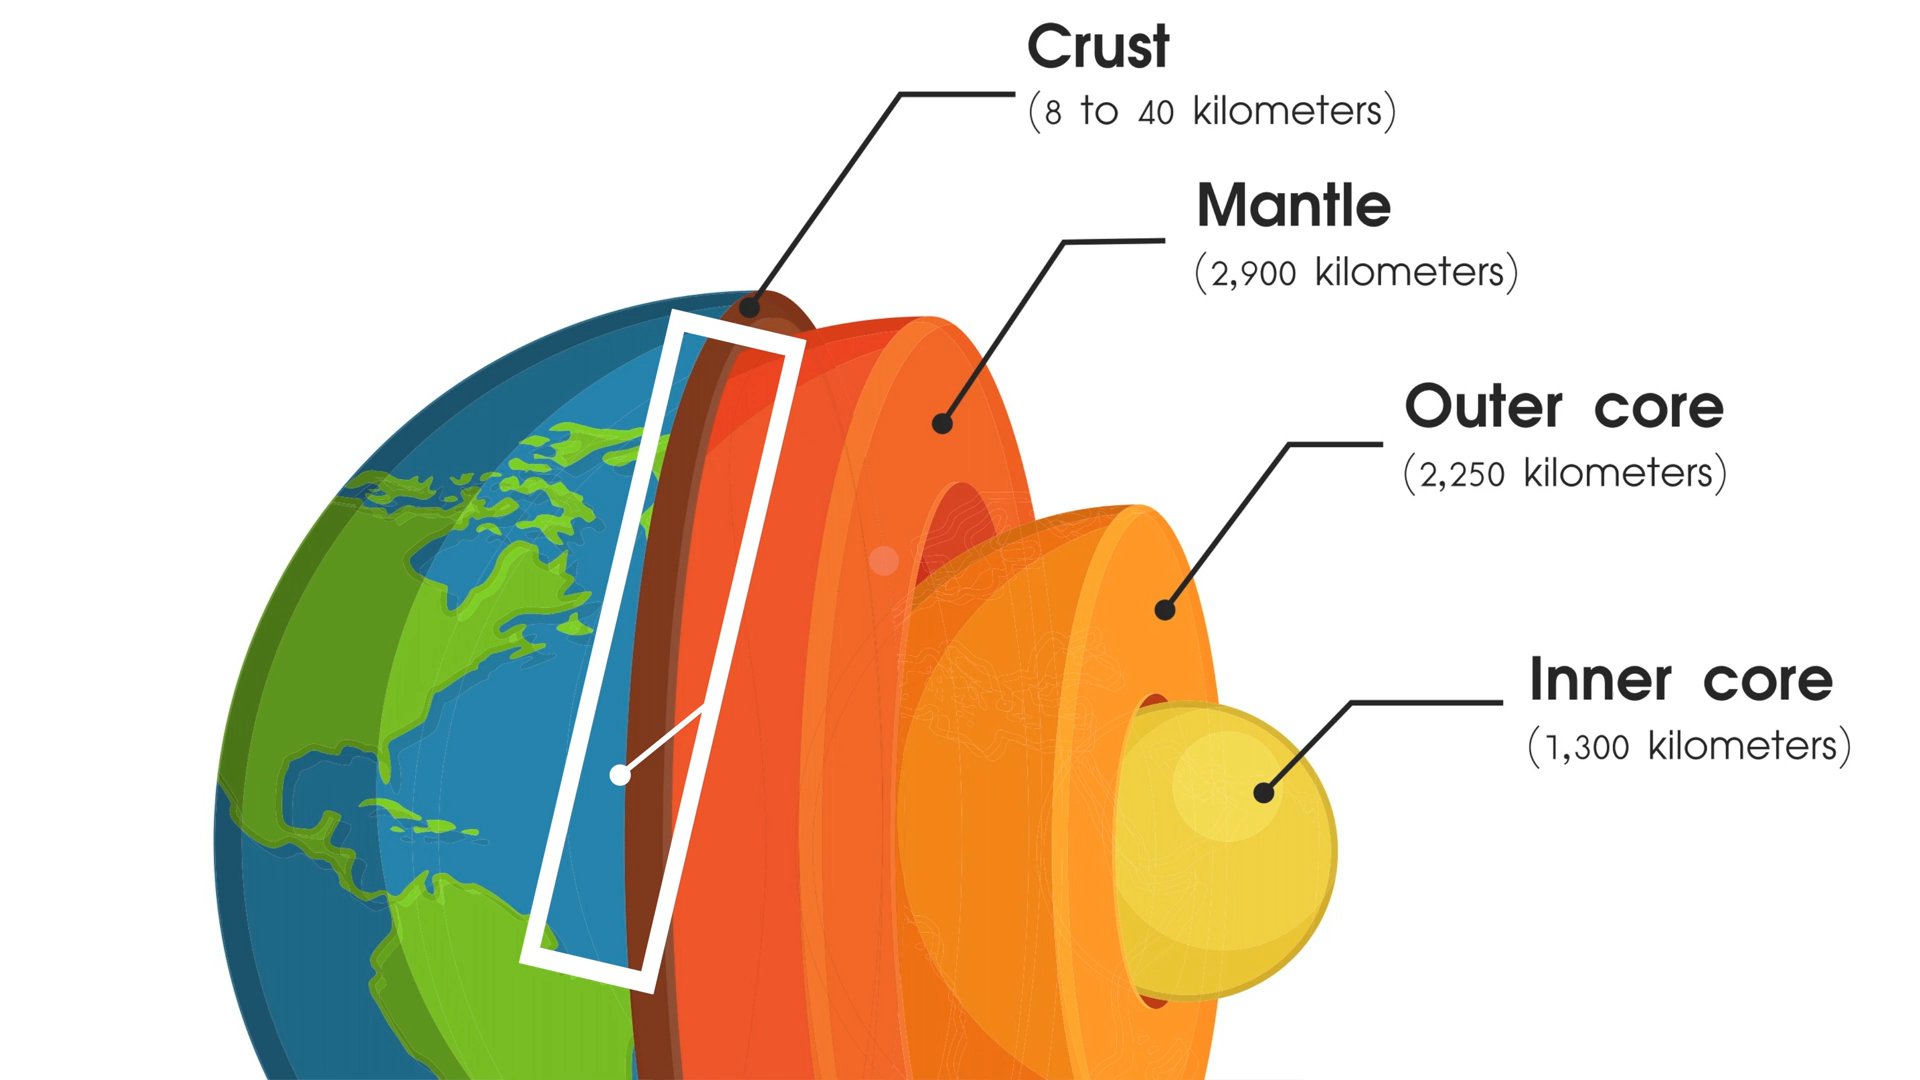 Crust
(8 to 40 kilometers)
Mantle
(2,900 kilometers)
Outer core
(2,250 kilometers)
Inner core
(1,300 kilometers)